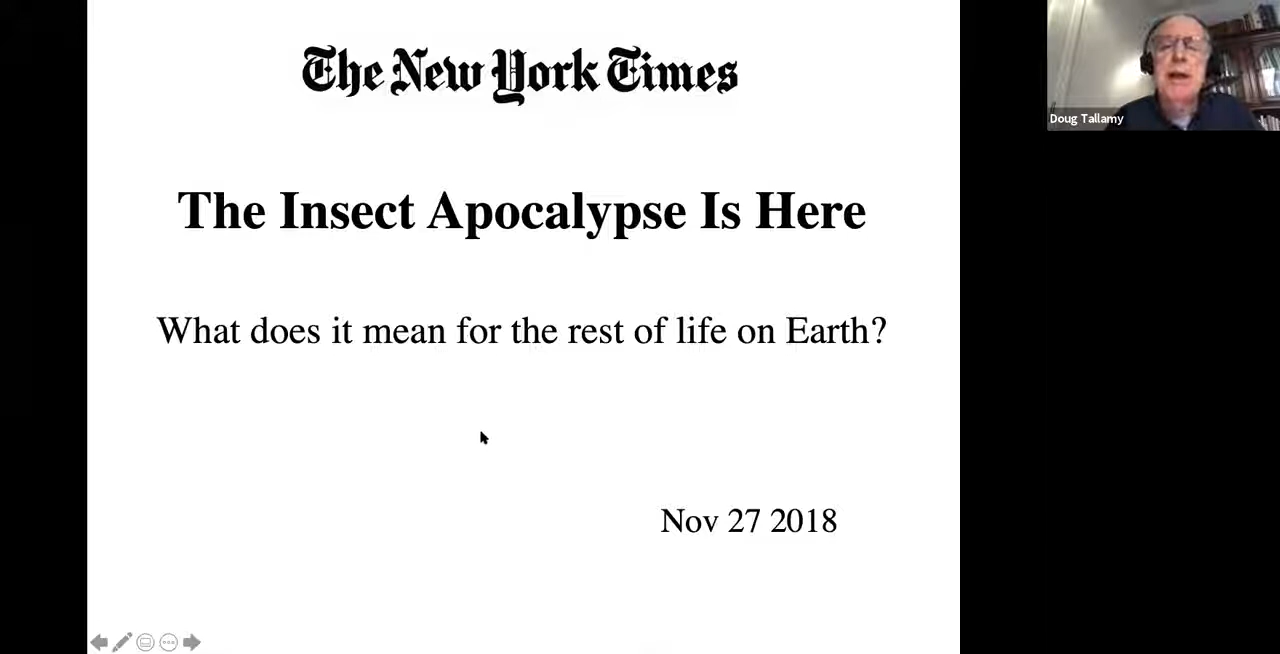 The New York Times
The Insect Apocalypse Is Here
What does it mean for the rest of life on Earth?
Nov 27 2018
Doug Tallamy